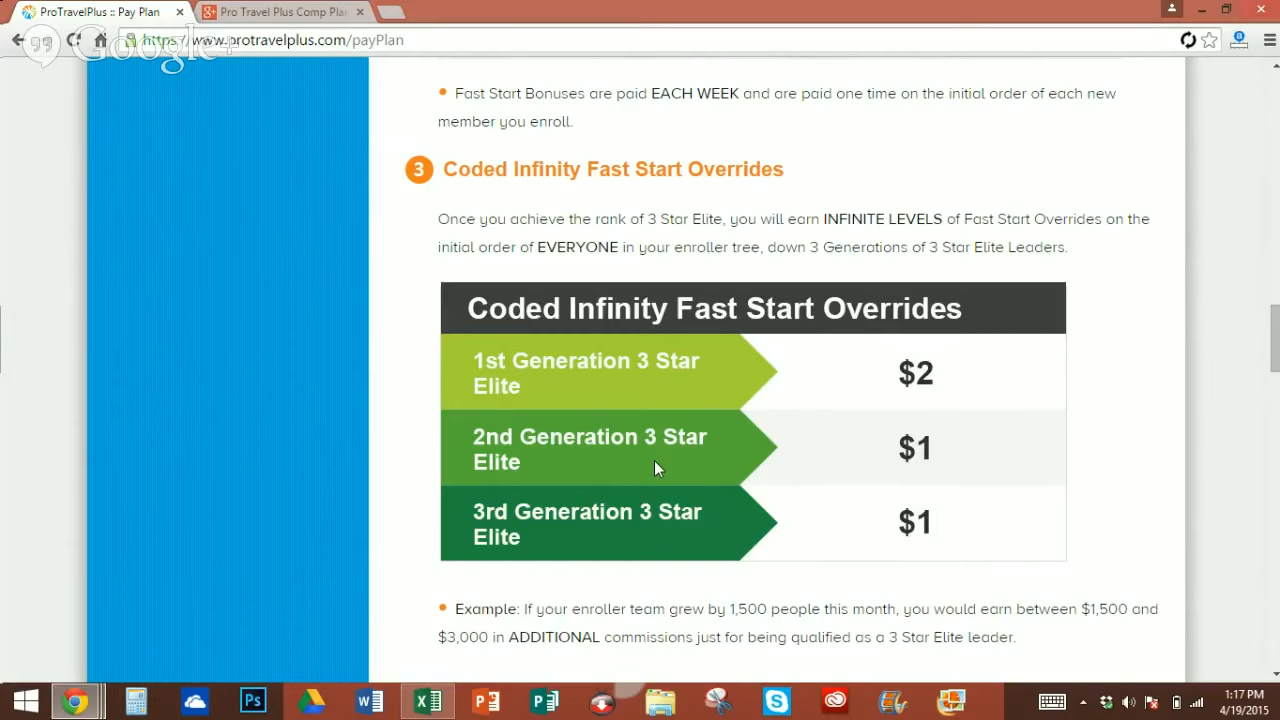 ProTravelPlus :: Pay Plan
Pro Travel Plus Comp Plan
Google+
https://www.protravelplus.com/payPlan
Fast Start Bonuses are paid EACH WEEK and are paid one time on the initial order of each new
member you enroll.
3 Coded Infinity Fast Start Overrides
Once you achieve the rank of 3 Star Elite, you will earn INFINITE LEVELS of Fast Start Overrides on the
initial order of EVERYONE in your enroller tree, down 3 Generations of 3 Star Elite Leaders.
Coded Infinity Fast Start Overrides
1st Generation 3 Star
Elite
$2
2nd Generation 3 Star
Elite
$1
3rd Generation 3 Star
Elite
$1
Example: If your enroller team grew by 1,500 people this month, you would earn between $1,500 and
$3,000 in ADDITIONAL commissions just for being qualified as a 3 Star Elite leader.
1:17 PM
4/19/2015